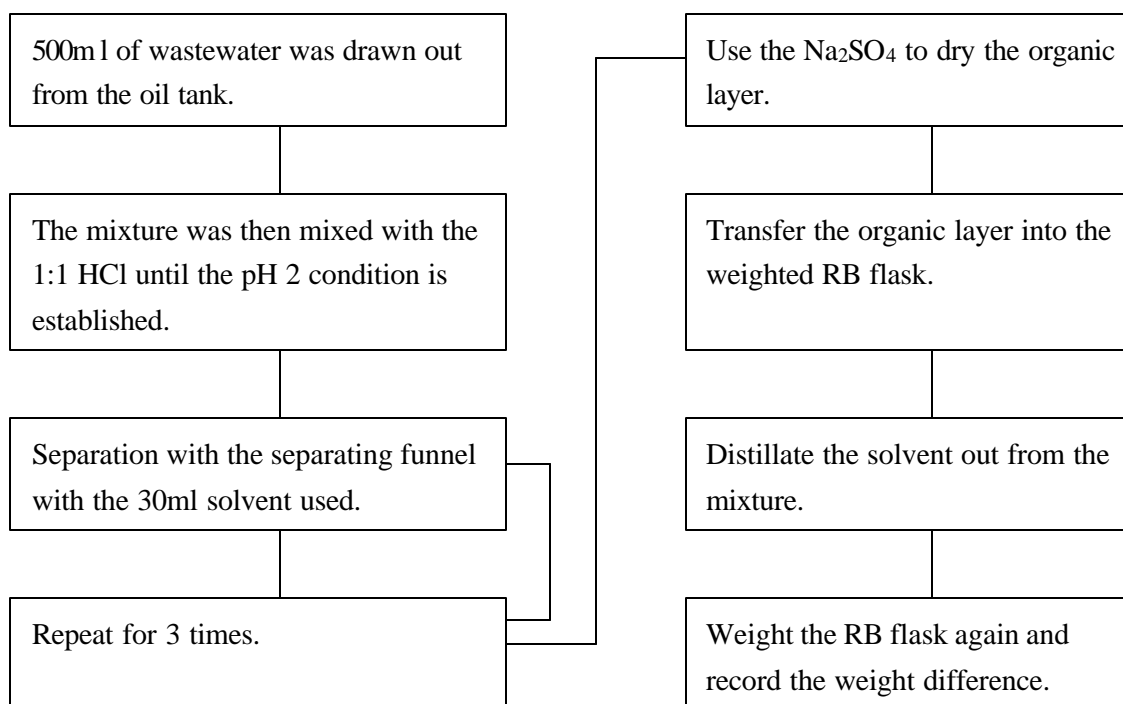 500ml of wastewater was drawn out
from the oil tank.
The mixture was then mixed with the
1:1 HCl until the pH 2 condition is
established.
Separation with the separating funnel
with the 30ml solvent used.
Repeat for 3 times.
Use the Na₂SO₄ to dry the organic
layer.
Transfer the organic layer into the
weighted RB flask.
Distillate the solvent out from the
mixture.
Weight the RB flask again and
record the weight difference.